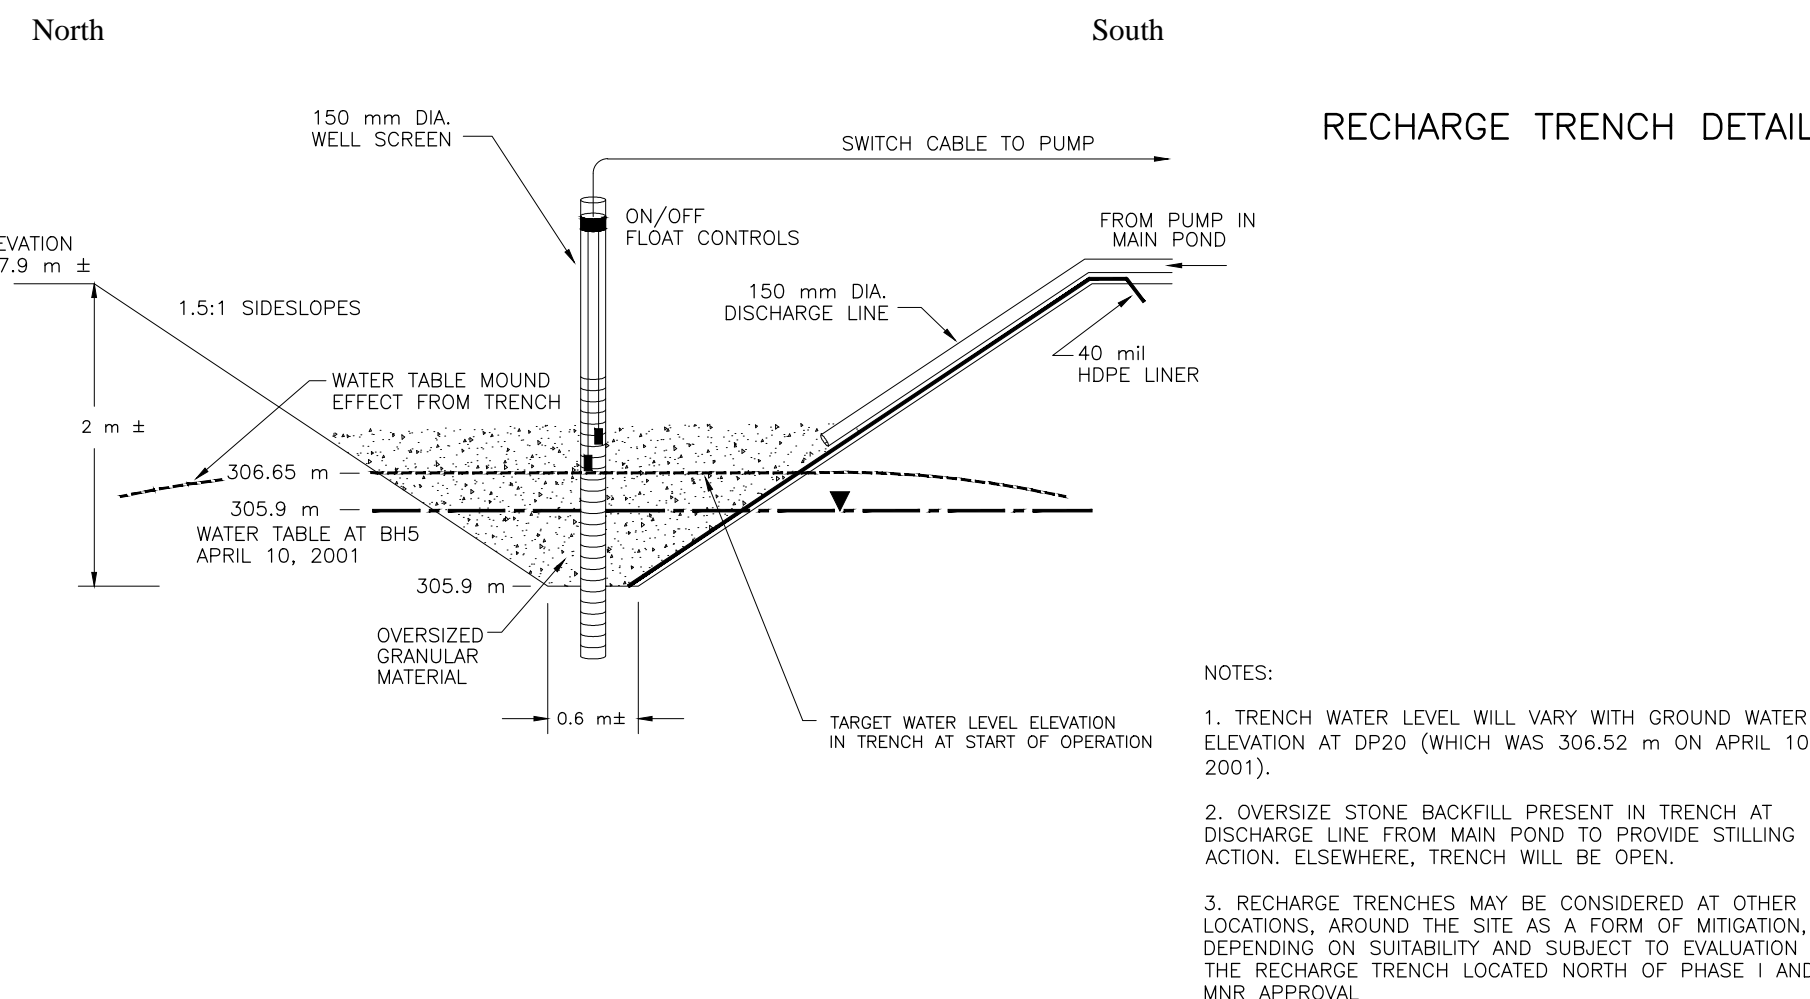 North
South
RECHARGE TRENCH DETAIL
150 mm DIA.
WELL SCREEN
SWITCH CABLE TO PUMP
ON/OFF
FLOAT CONTROLS
FROM PUMP IN
MAIN POND
EVATION
7.9 m ±
1.5:1 SIDESLOPES
150 mm DIA.
DISCHARGE LINE
40 mil
HDPE LINER
WATER TABLE MOUND
EFFECT FROM TRENCH
2 m ±
306.65 m
305.9 m
WATER TABLE AT BH5
APRIL 10, 2001
305.9 m
OVERSIZED
GRANULAR
MATERIAL
0.6 m±
TARGET WATER LEVEL ELEVATION
IN TRENCH AT START OF OPERATION
NOTES:
1. TRENCH WATER LEVEL WILL VARY WITH GROUND WATER
ELEVATION AT DP20 (WHICH WAS 306.52 m ON APRIL 10
2001).
2. OVERSIZE STONE BACKFILL PRESENT IN TRENCH AT
DISCHARGE LINE FROM MAIN POND TO PROVIDE STILLING
ACTION. ELSEWHERE, TRENCH WILL BE OPEN.
3. RECHARGE TRENCHES MAY BE CONSIDERED AT OTHER
LOCATIONS, AROUND THE SITE AS A FORM OF MITIGATION,
DEPENDING ON SUITABILITY AND SUBJECT TO EVALUATION
THE RECHARGE TRENCH LOCATED NORTH OF PHASE I AND
MNR APPROVAL